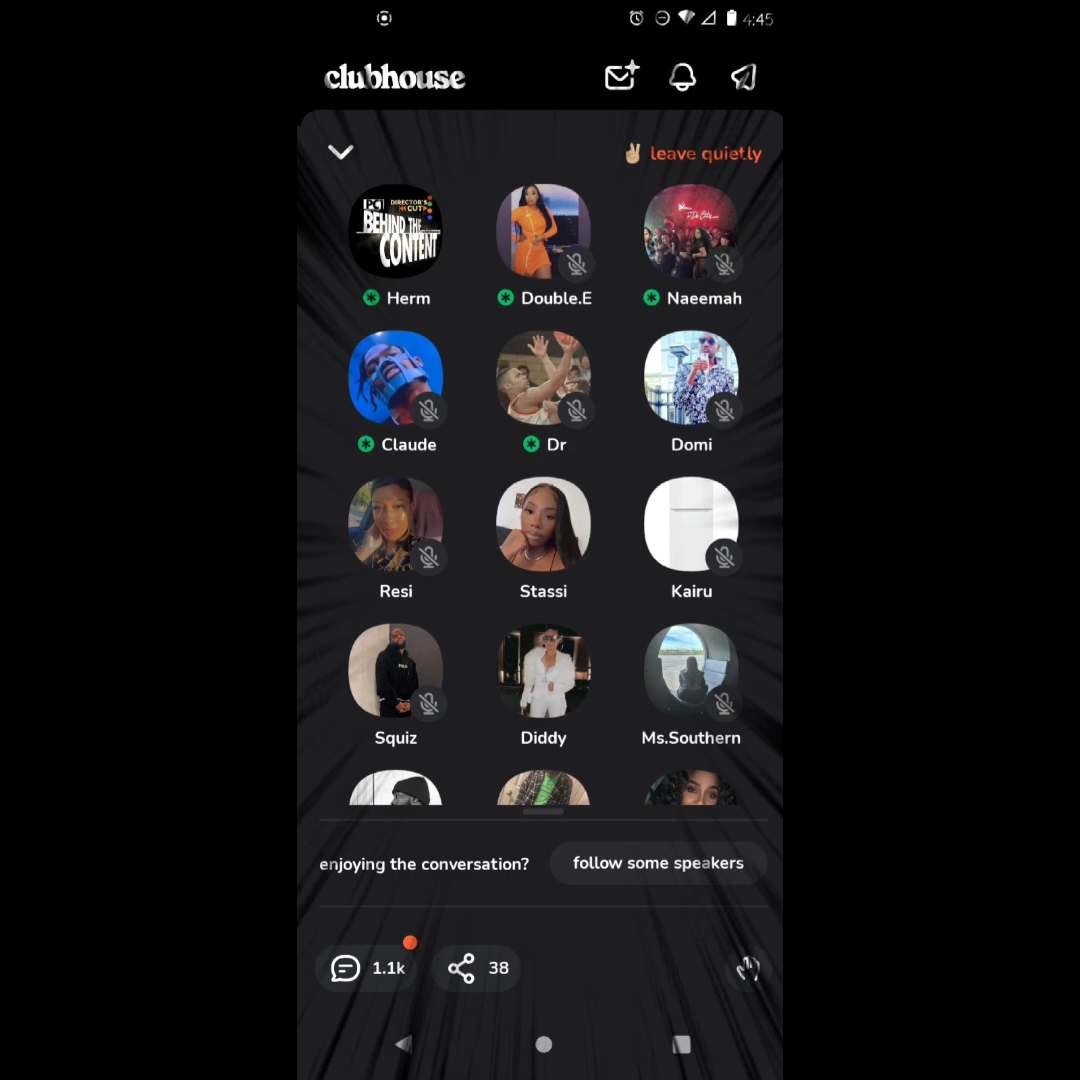 4:45
clubhouse
✌🏼 leave quietly
PC1 DIRECTOR'S
CUT
BEHIND THE
CONTENT
Herm
Double.E
Naeemah
Claude
Dr
Domi
Resi
Stassi
Kairu
Squiz
Diddy
Ms.Southern
enjoying the conversation?
follow some speakers
1.1k
38